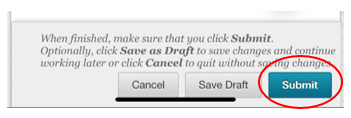 When finished, make sure that you click Submit.
Optionally, click Save as Draft to save changes and continue
working later or click Cancel to quit without saving changes.
Cancel Save Draft Submit